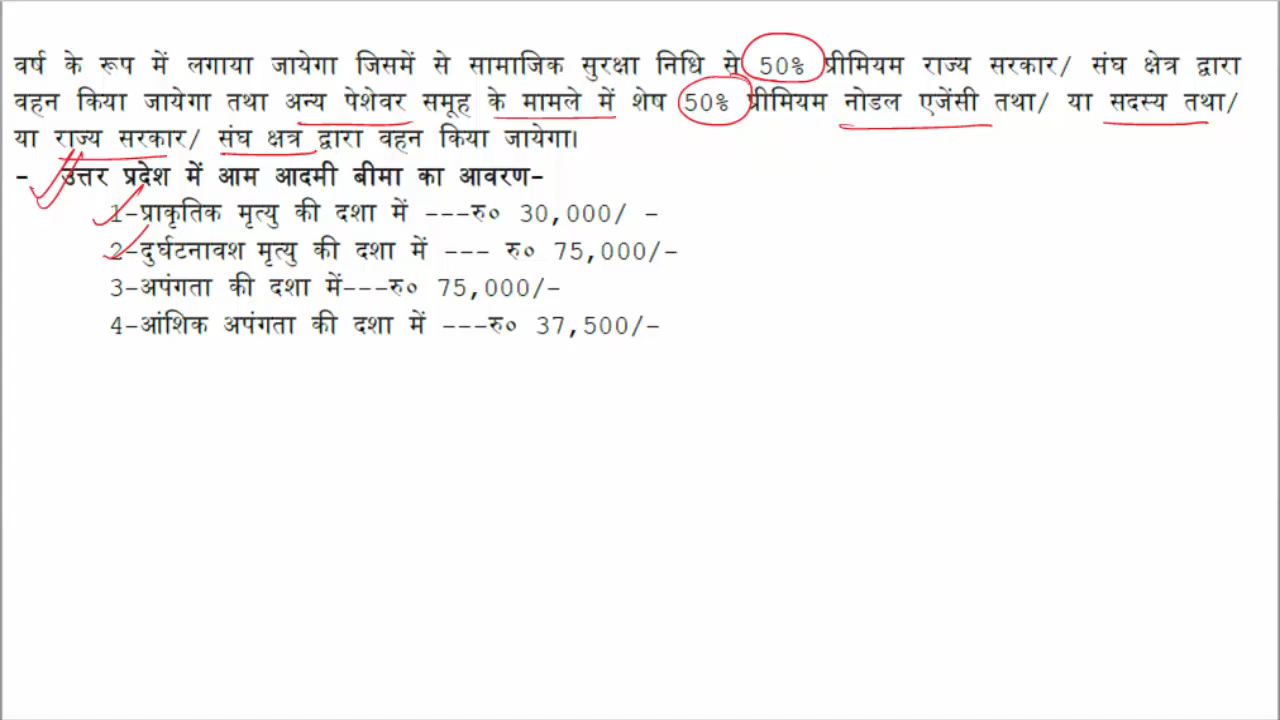 वर्ष के रूप में लगाया जायेगा जिसमें से सामाजिक सुरक्षा निधि से 50% प्रीमियम राज्य सरकार/ संघ क्षेत्र द्वारा
वहन किया जायेगा तथा अन्य पेशेवर समूह के मामले में शेष 50% प्रीमियम नोडल एजेंसी तथा/ या सदस्य तथा/
या राज्य सरकार/ संघ क्षत्र द्वारा वहन किया जायेगा।
- उत्तर प्रदेश में आम आदमी बीमा का आवरण-
1-प्राकृतिक मृत्यु की दशा में ---रु० 30,000/ -
2-दुर्घटनावश मृत्यु की दशा में --- रु० 75,000/-
3-अपंगता की दशा में---रु० 75,000/-
4-आंशिक अपंगता की दशा में ---रु० 37,500/-